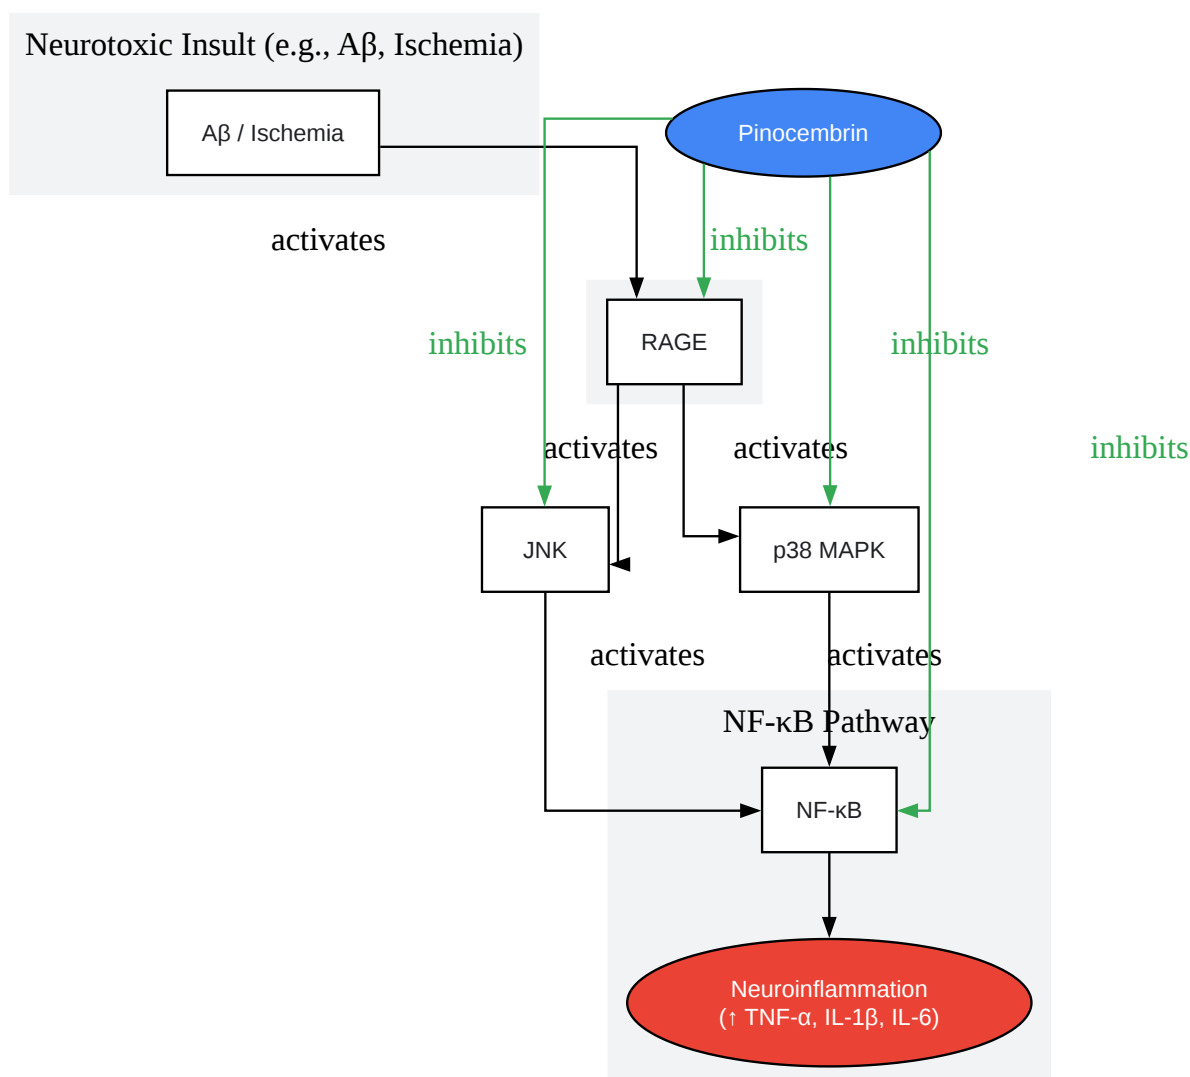 Neurotoxic Insult (e.g., Aβ, Ischemia)
Aβ / Ischemia
Pinocembrin
activates
inhibits
RAGE
inhibits
inhibits
activates
activates
inhibits
JNK
p38 MAPK
activates
activates
NF-κB Pathway
NF-κB
Neuroinflammation
(↑ TNF-α, IL-1β, IL-6)